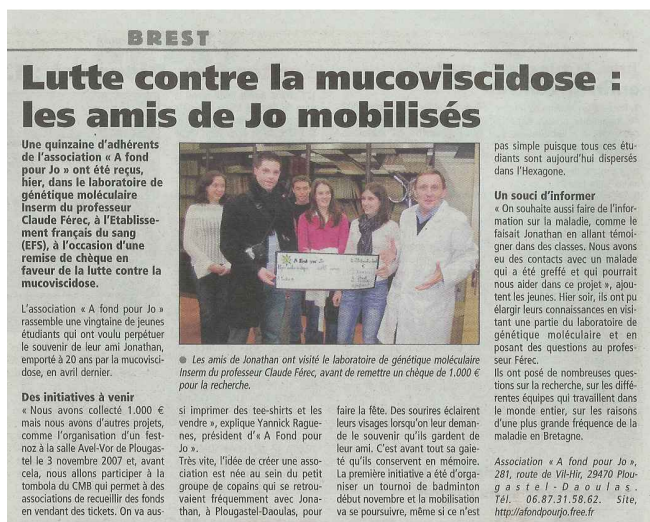 BREST
Lutte contre la mucoviscidose :
les amis de Jo mobilisés
Une quinzaine d'adhérents
de l'association « A fond
pour Jo » ont été reçus,
hier, dans le laboratoire de
génétique moléculaire
Inserm du professeur
Claude Férec, à l'Etablisse-
ment français du sang
(EFS), à l'occasion d'une
remise de chèque en
faveur de la lutte contre la
mucoviscidose.
L'association « A fond pour Jo »
rassemble une vingtaine de jeunes
étudiants qui ont voulu perpétuer
le souvenir de leur ami Jonathan,
emporté à 20 ans par la mucovisci-
dose, en avril dernier.
Des initiatives à venir
« Nous avons collecté 1.000 €
mais nous avons d'autres projets,
comme l'organisation d'un fest-
noz à la salle Avel-Vor de Plougas-
tel le 3 novembre 2007 et, avant
cela, nous allons participer à la
tombola du CMB qui permet à des
associations de recueillir des fonds
en vendant des tickets. On va aus-
A Fond pour Jo
● Les amis de Jonathan ont visité le laboratoire de génétique moléculaire
Inserm du professeur Claude Férec, avant de remettre un chèque de 1.000 €
pour la recherche.
si imprimer des tee-shirts et les
vendre », explique Yannick Rague-
nes, président d'« A Fond pour
Jo ».
Très vite, l'idée de créer une asso-
ciation est née au sein du petit
groupe de copains qui se retrou-
vaient fréquemment avec Jona-
than, à Plougastel-Daoulas, pour
faire la fête. Des sourires éclairent
leurs visages lorsqu'on leur deman-
de le souvenir qu'ils gardent de
leur ami. C'est avant tout sa gaie-
té qu'ils conservent en mémoire.
La première initiative a été d'orga-
niser un tournoi de badminton
début novembre et la mobilisation
va se poursuivre, même si ce n'est
pas simple puisque tous ces étu-
diants sont aujourd'hui dispersés
dans l'Hexagone.
Un souci d'informer
« On souhaite aussi faire de l'infor-
mation sur la maladie, comme le
faisait Jonathan en allant témoi-
gner dans des classes. Nous avons
eu des contacts avec un malade
qui a été greffé et qui pourrait
nous aider dans ce projet », ajou-
tent les jeunes. Hier soir, ils ont pu
élargir leurs connaissances en visi-
tant une partie du laboratoire de
génétique moléculaire et en
posant des questions au profes-
seur Férec.
Ils ont posé de nombreuses ques-
tions sur la recherche, sur les diffé-
rentes équipes qui travaillent dans
le monde entier, sur les raisons
d'une plus grande fréquence de la
maladie en Bretagne.
Association « A fond pour Jo »,
281, route de Vil-Hir, 29470 Plou-
gastel-Daoulas.
Tél. 06.87.31.58.62. Site,
http://afondpourjo.free.fr